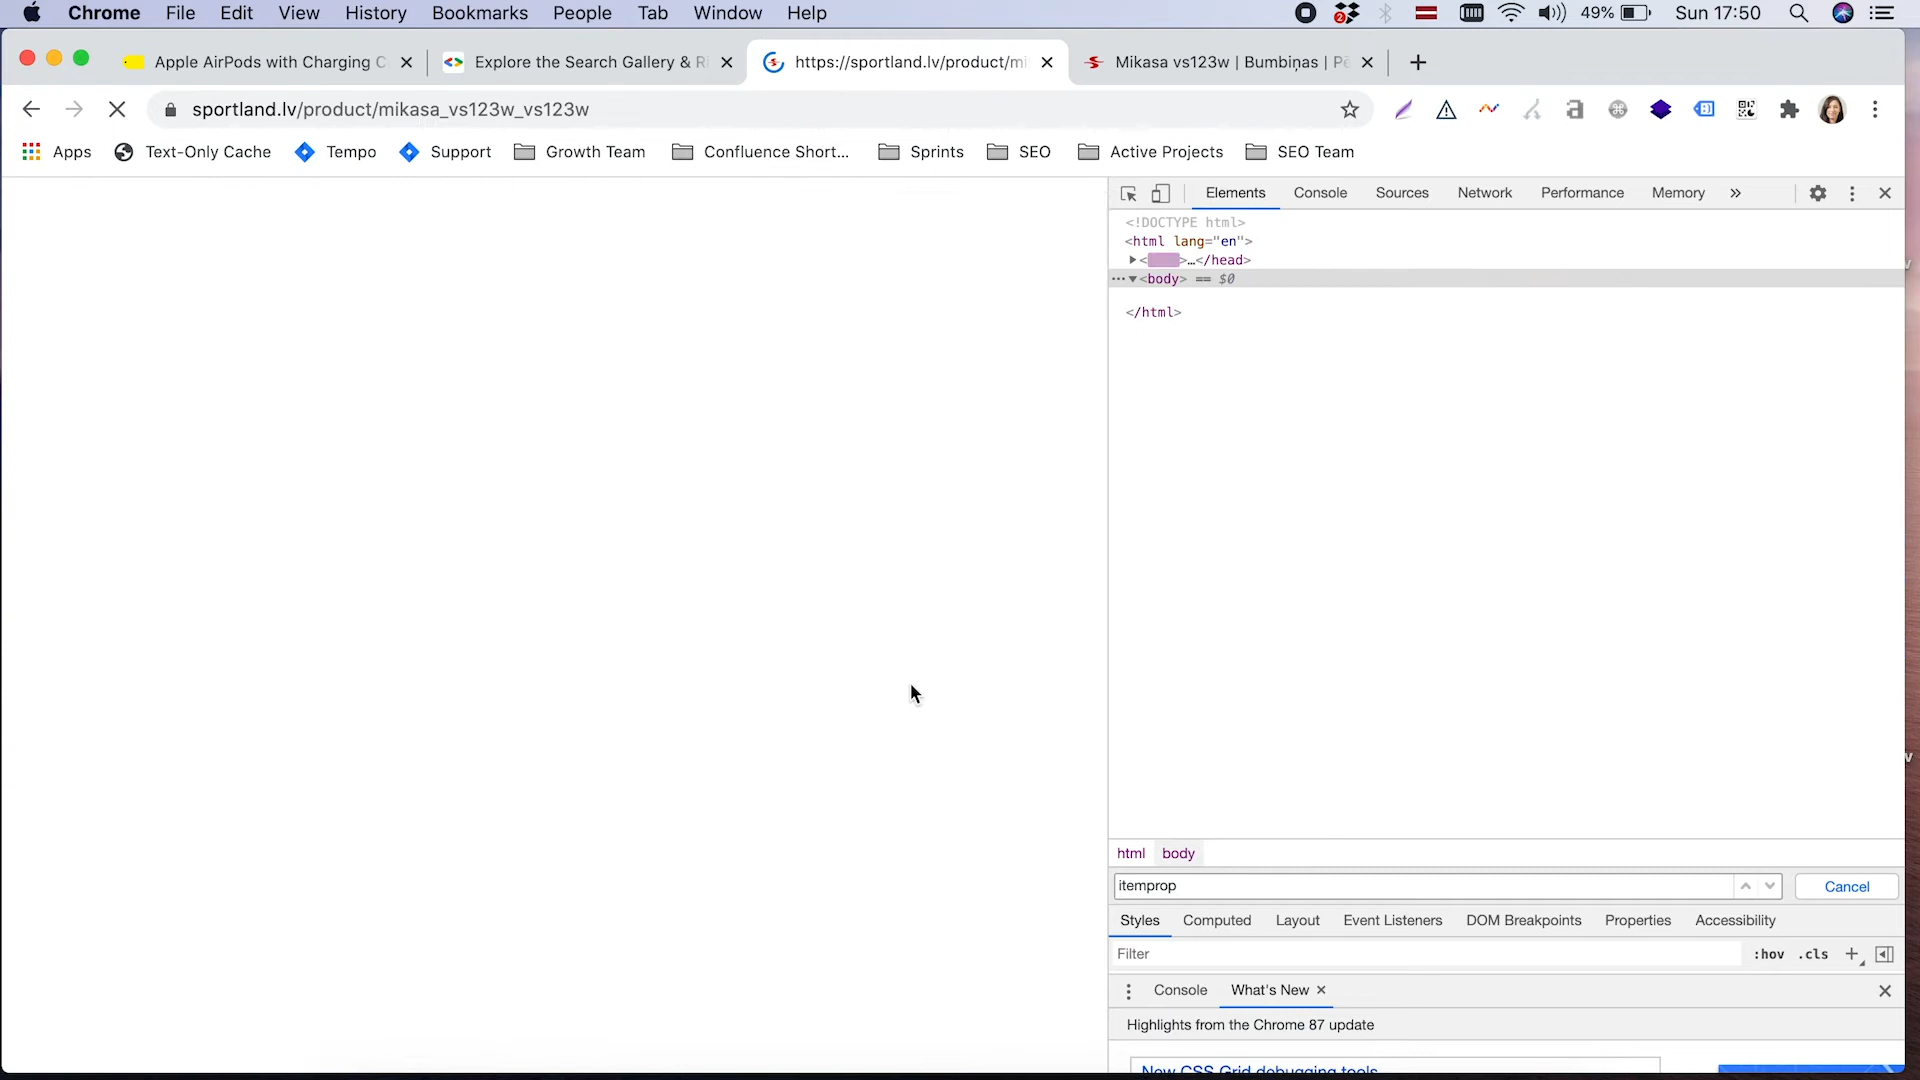 Chrome File Edit View History Bookmarks People Tab Window Help 2 49% Sun 17:50
Apple AirPods with Charging C Explore the Search Gallery & Ri https://sportland.lv/product/mi Mikasa vs123w | Bumbiņas | Pē
sportland.lv/product/mikasa_vs123w_vs123w
Apps Text-Only Cache Tempo Support Growth Team Confluence Short... Sprints SEO Active Projects SEO Team
Elements Console Sources Network Performance Memory »
<!DOCTYPE html>
<html lang="en">
▶< >…</head>
…▼<body> == $0
</html>
html body
itemprop Cancel
Styles Computed Layout Event Listeners DOM Breakpoints Properties Accessibility
Filter :hov .cls +
Console What's New ×
Highlights from the Chrome 87 update
New CSS Grid debugging tools